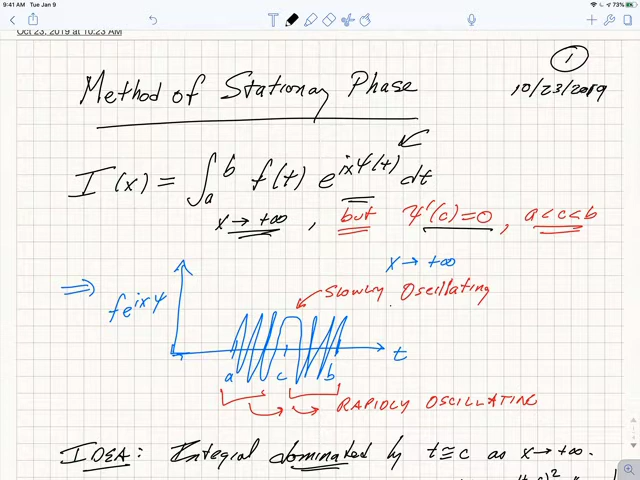 9:41 AM Tue Jan 9
73%
Oct 23, 2019 at 10:23 AM
1
Method of Stationary Phase
10/23/2019
I(x) = ∫_a^b f(t) e^{ixψ(t)} dt
x → +∞, but ψ'(c)=0, a<c<b
x → +∞
⇒ f e^{ixψ}
Slowly Oscillating
t
a c b
RAPIDLY OSCILLATING
IDEA: Integral dominated by t ≅ c as x → +∞.